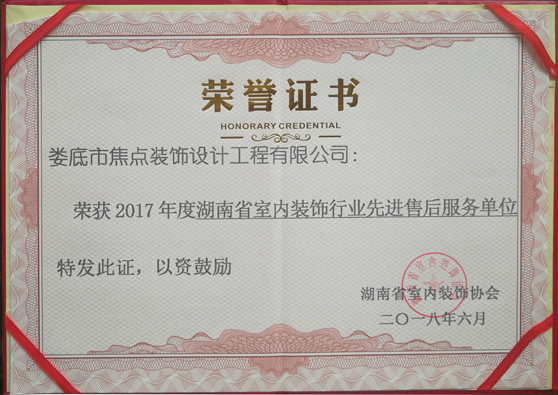 荣誉证书
HONORARY CREDENTIAL
娄底市焦点装饰设计工程有限公司：
荣获2017年度湖南省室内装饰行业先进售后服务单位
特发此证，以资鼓励
湖南省室内装饰协会
二〇一八年六月